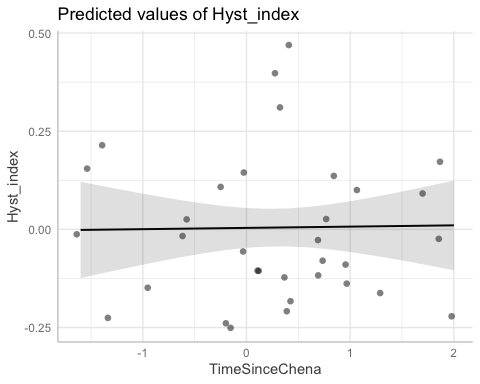 Predicted values of Hyst_index
0.50
0.25
0.00
-0.25
Hyst_index
-1
0
1
2
TimeSinceChena